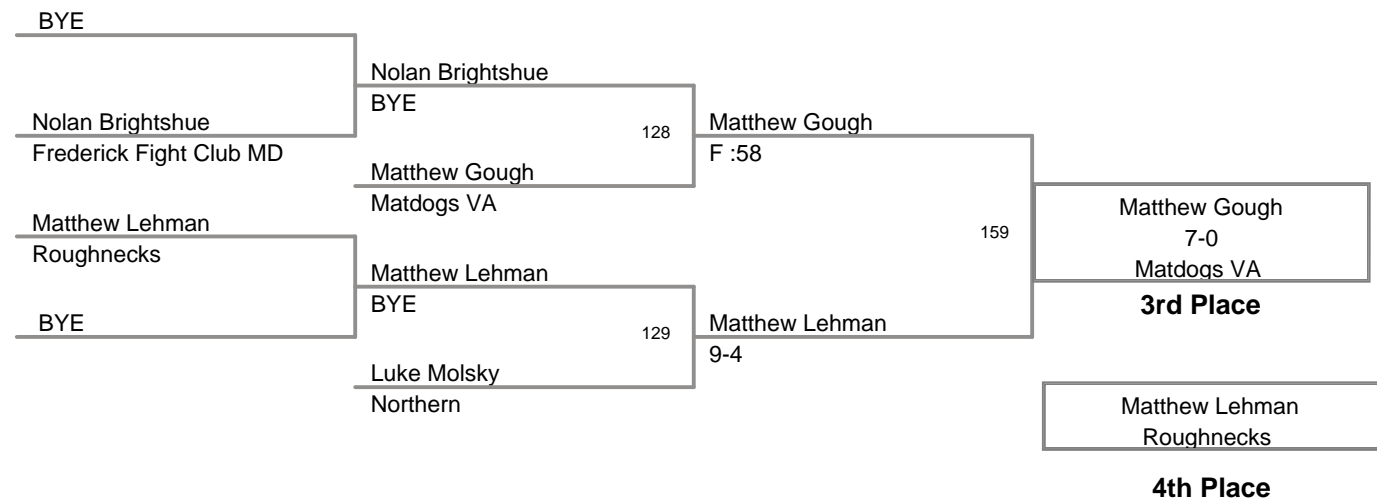 BYE
Nolan Brightshue
BYE
Nolan Brightshue
Frederick Fight Club MD
128
Matthew Gough
F :58
Matthew Gough
Matdogs VA
Matthew Lehman
Roughnecks
159
Matthew Gough
7-0
Matdogs VA
3rd Place
Matthew Lehman
BYE
BYE
129
Matthew Lehman
9-4
Luke Molsky
Northern
Matthew Lehman
Roughnecks
4th Place